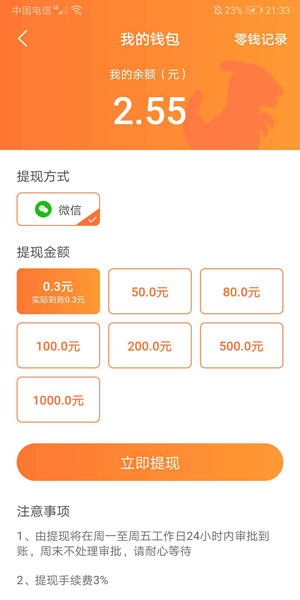 中国电信 4G 23% 21:33
我的钱包 零钱记录
我的余额（元）
2.55
提现方式
微信
提现金额
0.3元 50.0元 80.0元
实际到账0.3元
100.0元 200.0元 500.0元
1000.0元
立即提现
注意事项
1、由提现将在周一至周五工作日24小时内审批到
账，周末不处理审批，请耐心等待
2、提现手续费3%